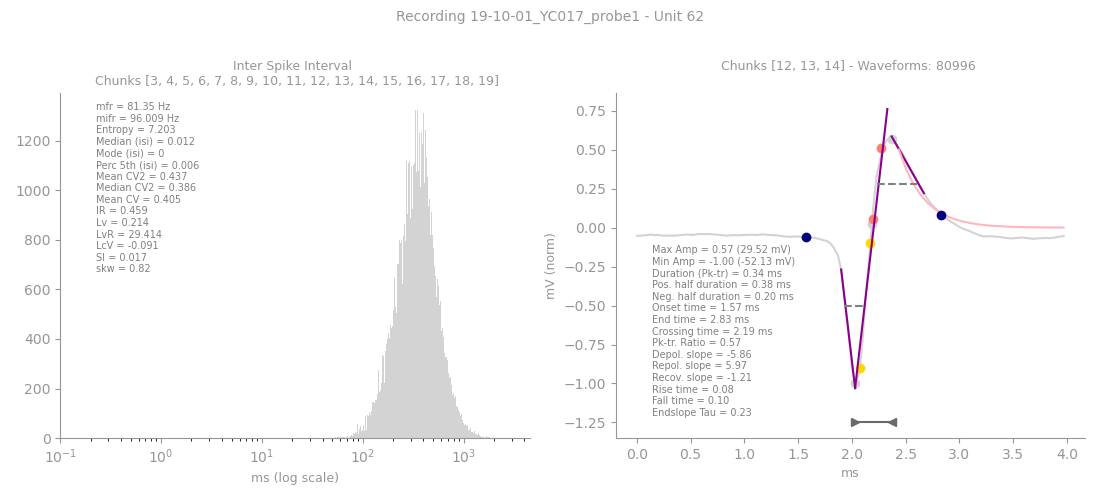 Recording 19-10-01_YC017_probe1 - Unit 62
Inter Spike Interval
Chunks [3, 4, 5, 6, 7, 8, 9, 10, 11, 12, 13, 14, 15, 16, 17, 18, 19]
mfr = 81.35 Hz
mifr = 96.009 Hz
Entropy = 7.203
Median (isi) = 0.012
Mode (isi) = 0
Perc 5th (isi) = 0.006
Mean CV2 = 0.437
Median CV2 = 0.386
Mean CV = 0.405
IR = 0.459
Lv = 0.214
LvR = 29.414
LcV = -0.091
SI = 0.017
skw = 0.82
1200
1000
800
600
400
200
0
10⁻¹ 10⁰ 10¹ 10² 10³
ms (log scale)
Chunks [12, 13, 14] - Waveforms: 80996
mV (norm)
0.75
0.50
0.25
0.00
−0.25
−0.50
−0.75
−1.00
−1.25
Max Amp = 0.57 (29.52 mV)
Min Amp = -1.00 (-52.13 mV)
Duration (Pk-tr) = 0.34 ms
Pos. half duration = 0.38 ms
Neg. half duration = 0.20 ms
Onset time = 1.57 ms
End time = 2.83 ms
Crossing time = 2.19 ms
Pk-tr. Ratio = 0.57
Depol. slope = -5.86
Repol. slope = 5.97
Recov. slope = -1.21
Rise time = 0.08
Fall time = 0.10
Endslope Tau = 0.23
0.0 0.5 1.0 1.5 2.0 2.5 3.0 3.5 4.0
ms